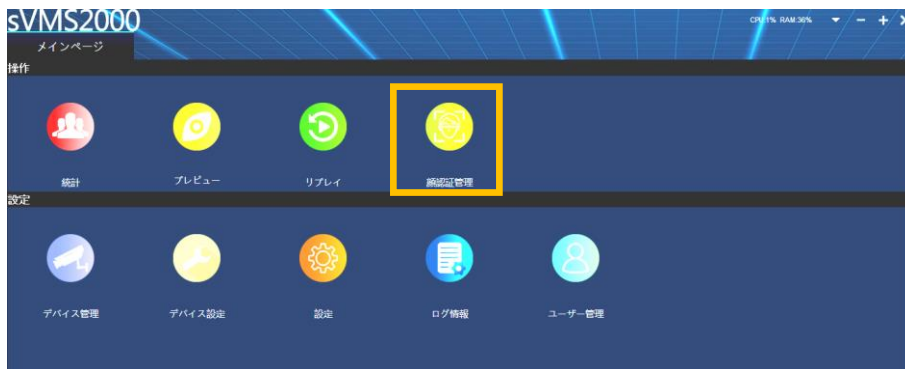 sVMS2000
CPU:1% RAM:36%
メインページ
操作
統計
プレビュー
リプレイ
顔認証管理
設定
デバイス管理
デバイス設定
設定
ログ情報
ユーザー管理